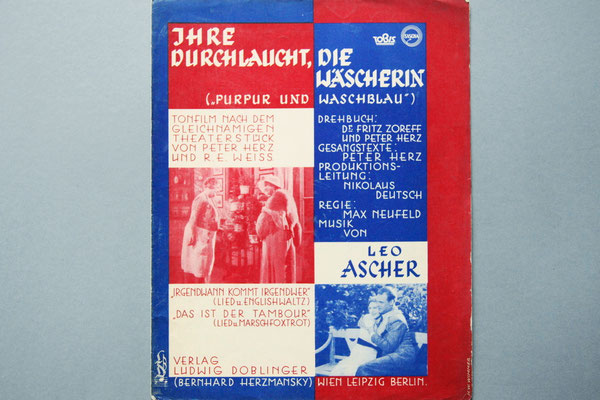 IHRE
DURCHLAUCHT, DIE
WÄSCHERIN
(„PURPUR UND WASCHBLAU")
TOBIS
SASCHA
TONFILM NACH DEM
GLEICHNAMIGEN
THEATERSTÜCK
VON PETER HERZ
UND R.E. WEISS
DREHBUCH:
DR FRITZ ZOREFF
UND PETER HERZ
GESANGSTEXTE:
PETER HERZ
PRODUKTIONS-
LEITUNG:
NIKOLAUS
DEUTSCH
REGIE:
MAX NEUFELD
MUSIK
VON
LEO
ASCHER
„IRGENDWANN KOMMT IRGENDWER"
(LIED U. ENGLISHWALTZ)
„DAS IST DER TAMBOUR"
(LIED U. MARSCHFOXTROT)
VERLAG
LUDWIG DOBLINGER
(BERNHARD HERZMANSKY) WIEN LEIPZIG BERLIN.